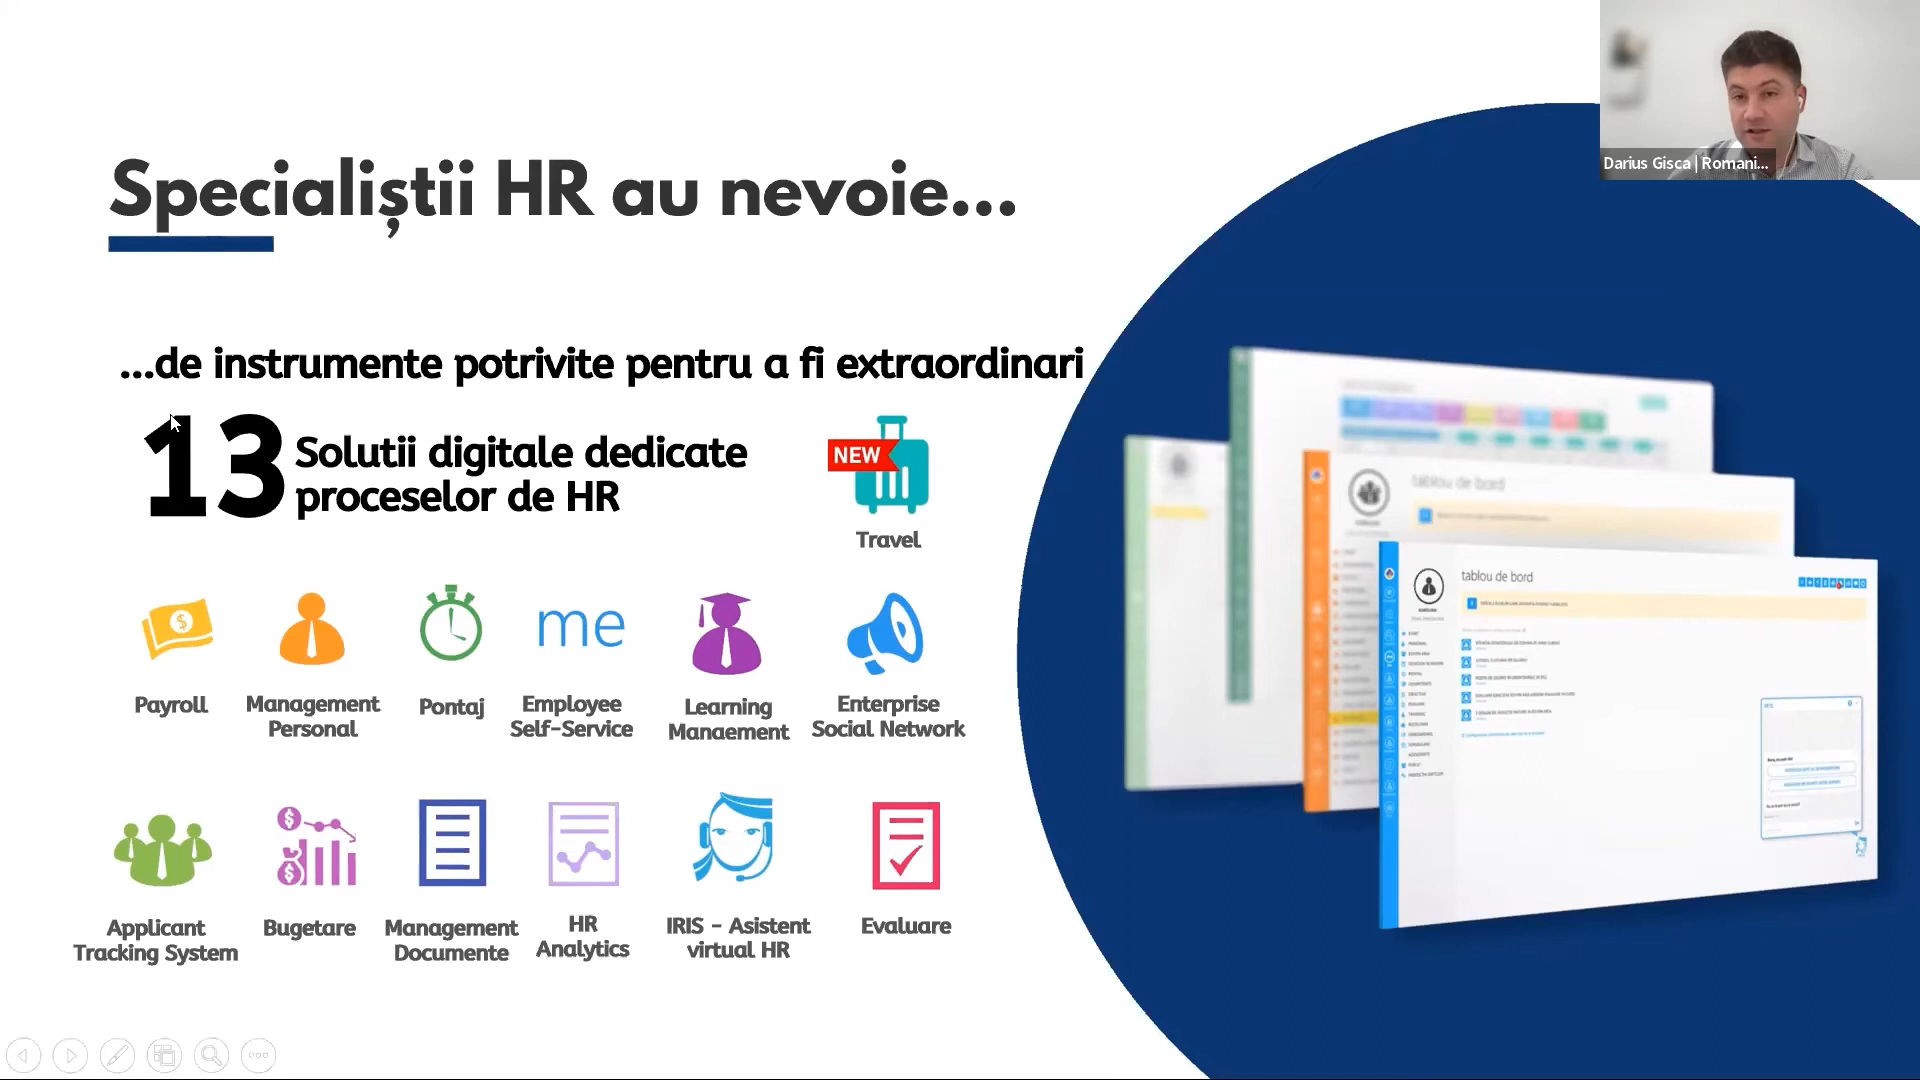 Darius Gisca | Romani...
Specialiștii HR au nevoie...
...de instrumente potrivite pentru a fi extraordinari
13
Solutii digitale dedicate
proceselor de HR
NEW
Travel
Payroll
Management
Personal
Pontaj
me
Employee
Self-Service
Learning
Manaement
Enterprise
Social Network
Applicant
Tracking System
Bugetare
Management
Documente
HR
Analytics
IRIS - Asistent
virtual HR
Evaluare
tablou de bord
tablou de bord